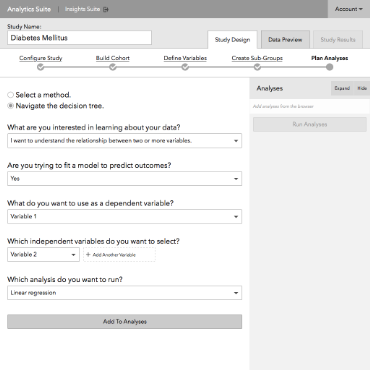 Analytics Suite | Insights Suite Account
Study Name:
Diabetes Mellitus
Study Design Data Preview Study Results
Configure Study Build Cohort Define Variables Create Sub-Groups Plan Analyses
Select a method.
Navigate the decision tree.
What are you interested in learning about your data?
I want to understand the relationship between two or more variables.
Are you trying to fit a model to predict outcomes?
Yes
What do you want to use as a dependent variable?
Variable 1
Which independent variables do you want to select?
Variable 2 + Add Another Variable
Which analysis do you want to run?
Linear regression
Add To Analyses
Analyses Expand Hide
Add analyses from the browser
Run Analyses